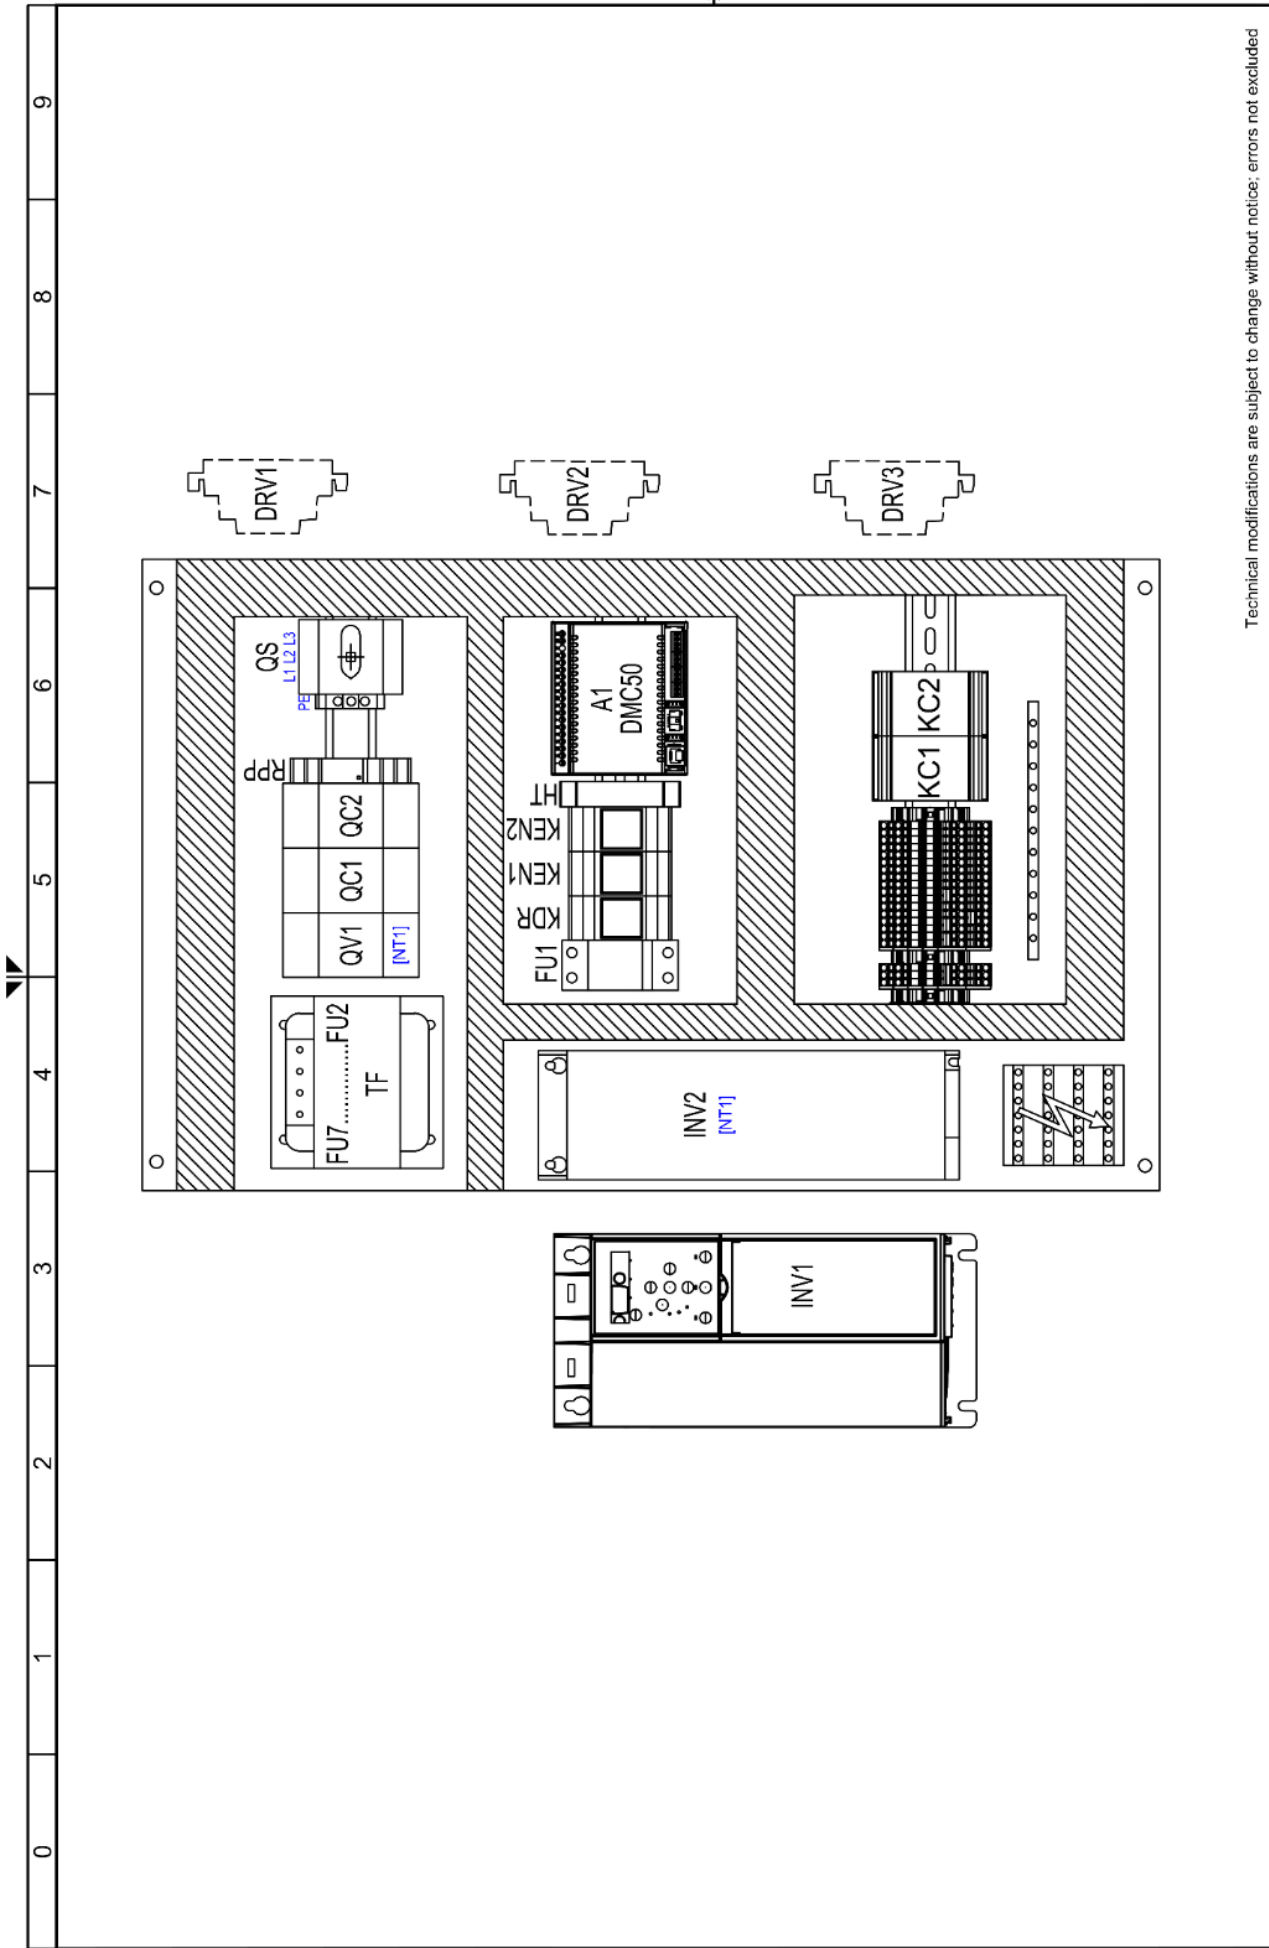 0
1
2
3
4
5
6
7
8
9
DRV1
QS
L1 L2 L3
PE
RPP
QC2
QC1
QV1
[NT1]
FU7..............FU2
TF
DRV2
A1
DMC50
HT
KEN2
KEN1
KDR
FU1
INV2
[NT1]
INV1
DRV3
KC1 KC2
Technical modifications are subject to change without notice; errors not excluded